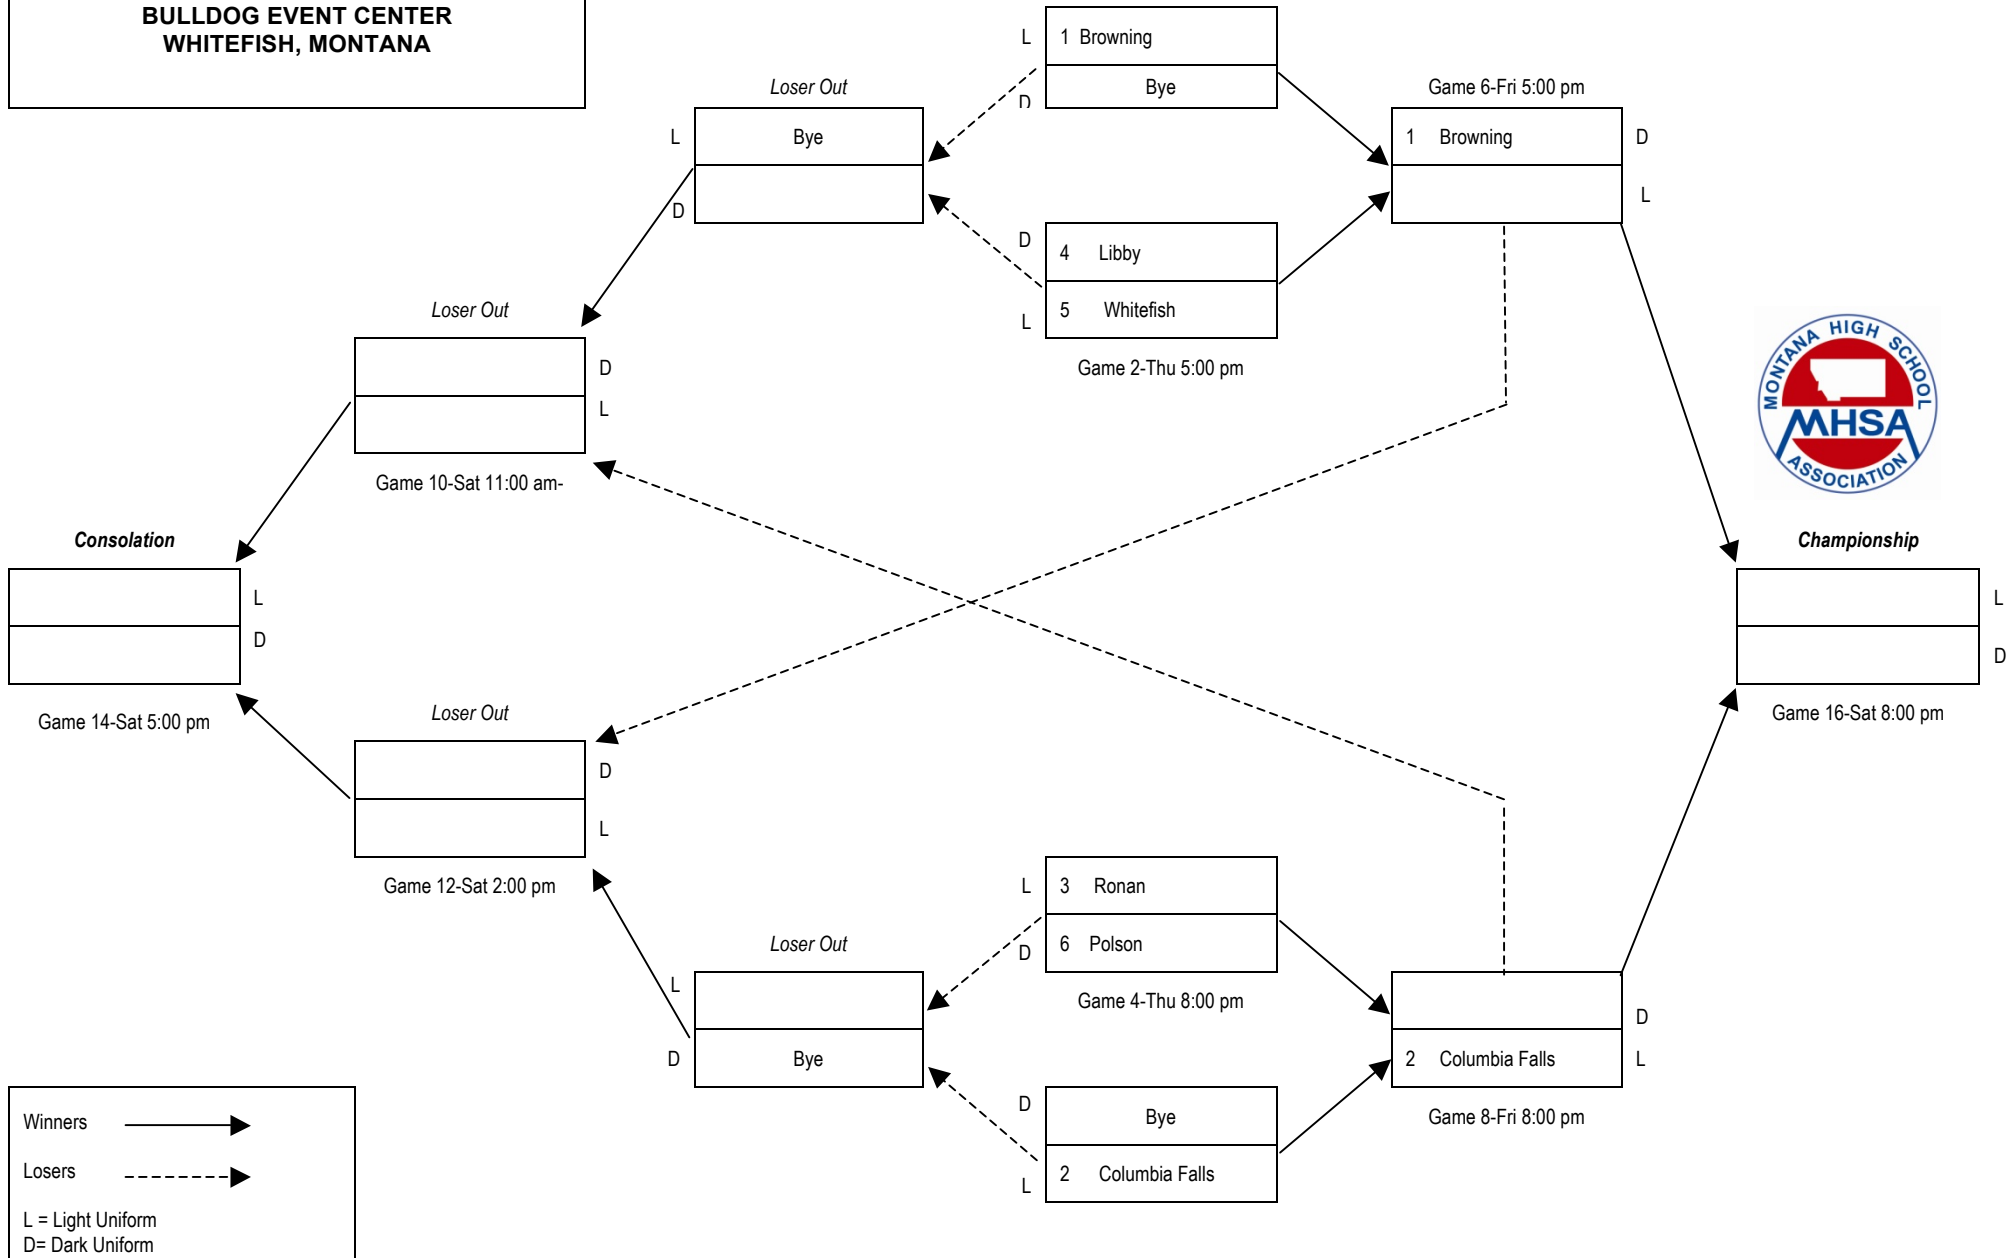 BULLDOG EVENT CENTER
WHITEFISH, MONTANA
L 1 Browning
D Bye
Loser Out
L Bye
D
Game 6-Fri 5:00 pm
1 Browning D
L
D 4 Libby
L 5 Whitefish
Game 2-Thu 5:00 pm
Loser Out
D
L
Game 10-Sat 11:00 am-
MONTANA HIGH SCHOOL
MHSA
ASSOCIATION
Consolation
L
D
Game 14-Sat 5:00 pm
Championship
L
D
Game 16-Sat 8:00 pm
Loser Out
D
L
Game 12-Sat 2:00 pm
L 3 Ronan
D 6 Polson
Game 4-Thu 8:00 pm
Loser Out
L
D Bye
D
2 Columbia Falls L
Game 8-Fri 8:00 pm
D Bye
L 2 Columbia Falls
Winners
Losers
L = Light Uniform
D= Dark Uniform